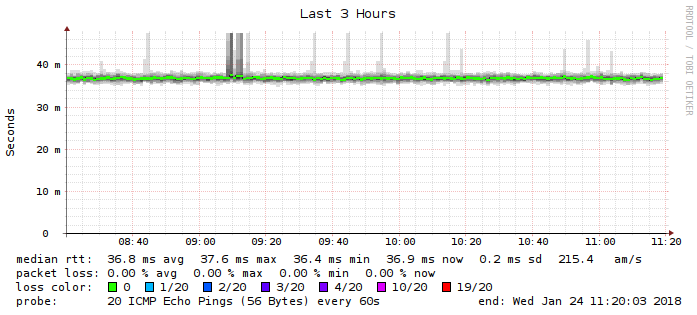 Last 3 Hours
RRDTOOL / TOBI OETIKER
Seconds
40 m
30 m
20 m
10 m
0
08:40 09:00 09:20 09:40 10:00 10:20 10:40 11:00 11:20
median rtt: 36.8 ms avg 37.6 ms max 36.4 ms min 36.9 ms now 0.2 ms sd 215.4 am/s
packet loss: 0.00 % avg 0.00 % max 0.00 % min 0.00 % now
loss color: 0 1/20 2/20 3/20 4/20 10/20 19/20
probe: 20 ICMP Echo Pings (56 Bytes) every 60s end: Wed Jan 24 11:20:03 2018